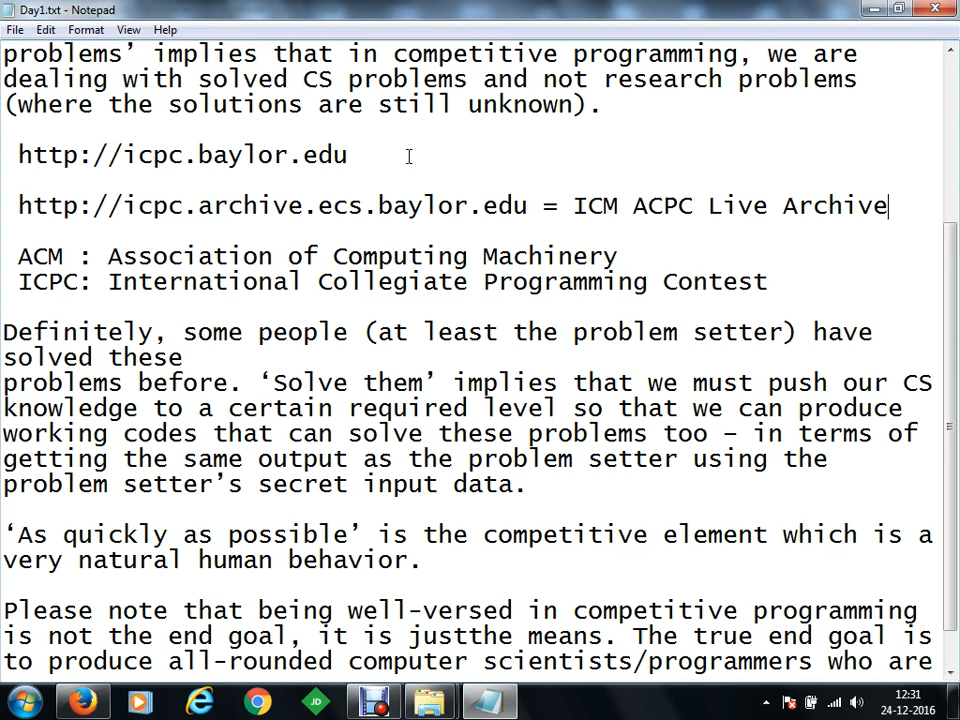 Day1.txt - Notepad
File Edit Format View Help
problems’ implies that in competitive programming, we are
dealing with solved CS problems and not research problems
(where the solutions are still unknown).
http://icpc.baylor.edu
http://icpc.archive.ecs.baylor.edu = ICM ACPC Live Archive
ACM : Association of Computing Machinery
ICPC: International Collegiate Programming Contest
Definitely, some people (at least the problem setter) have
solved these
problems before. ‘Solve them’ implies that we must push our CS
knowledge to a certain required level so that we can produce
working codes that can solve these problems too – in terms of
getting the same output as the problem setter using the
problem setter’s secret input data.
‘As quickly as possible’ is the competitive element which is a
very natural human behavior.
Please note that being well-versed in competitive programming
is not the end goal, it is justthe means. The true end goal is
to produce all-rounded computer scientists/programmers who are
JD
12:31
24-12-2016